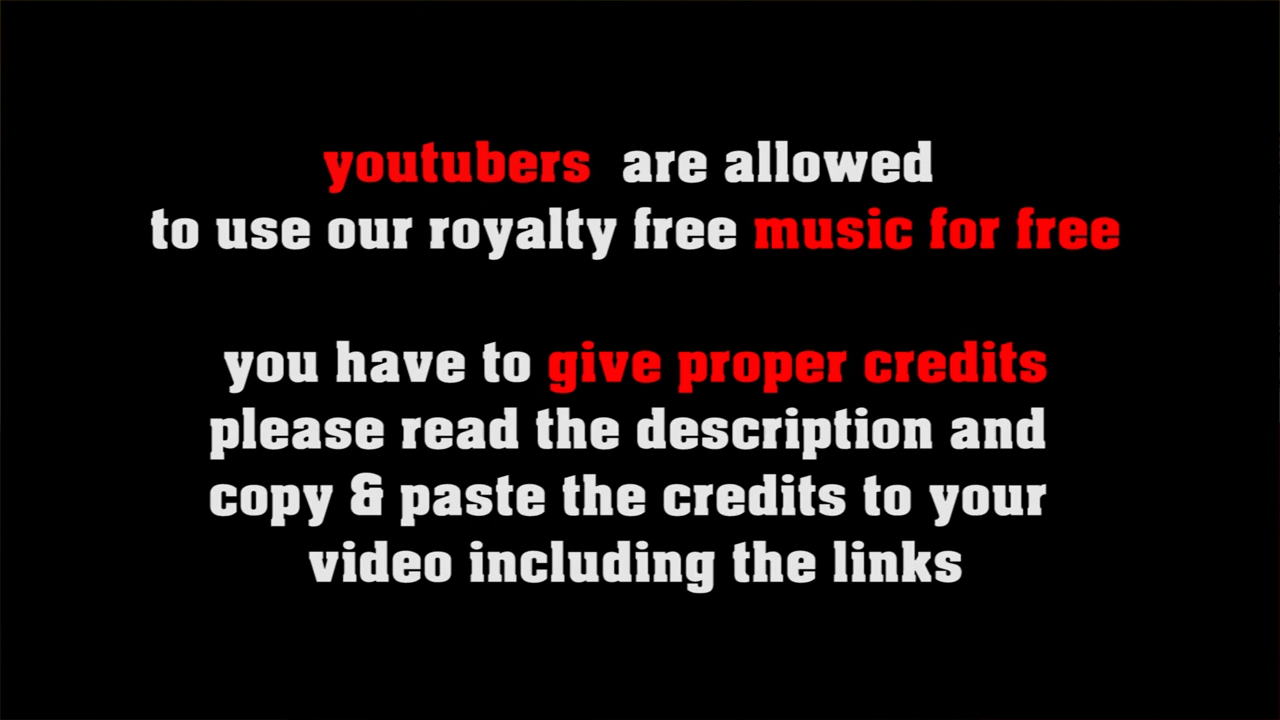 youtubers are allowed
to use our royalty free music for free
you have to give proper credits
please read the description and
copy & paste the credits to your
video including the links